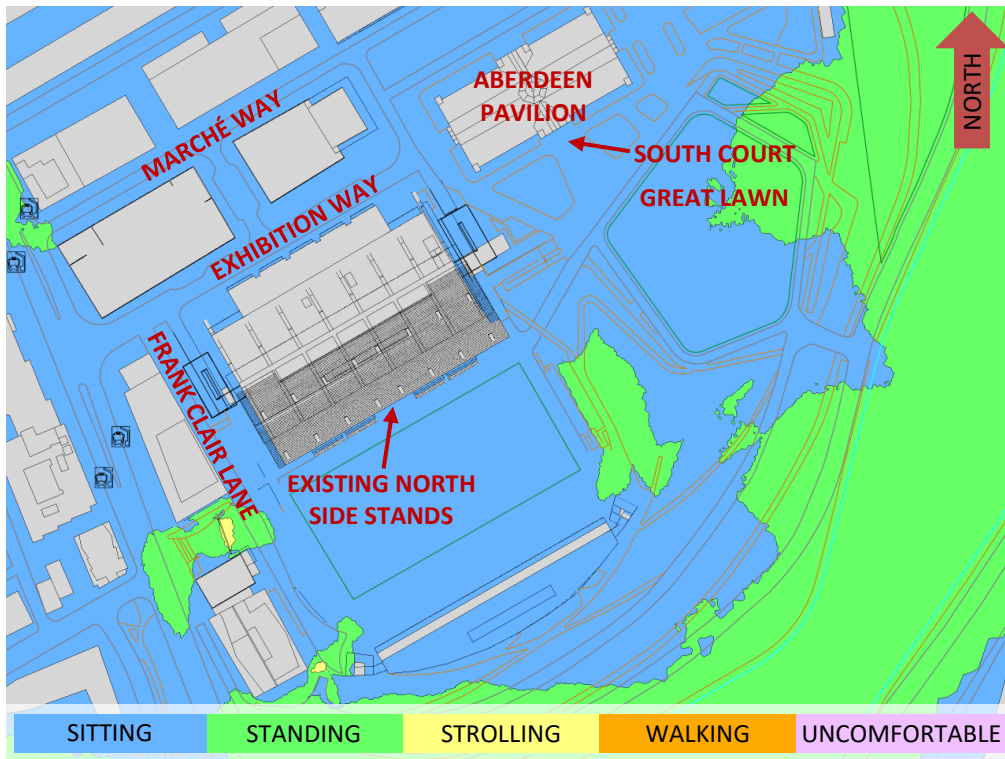 ABERDEEN
PAVILION
NORTH
MARCHÉ WAY
SOUTH COURT
GREAT LAWN
EXHIBITION WAY
FRANK CLAIR LANE
EXISTING NORTH
SIDE STANDS
SITTING
STANDING
STROLLING
WALKING
UNCOMFORTABLE